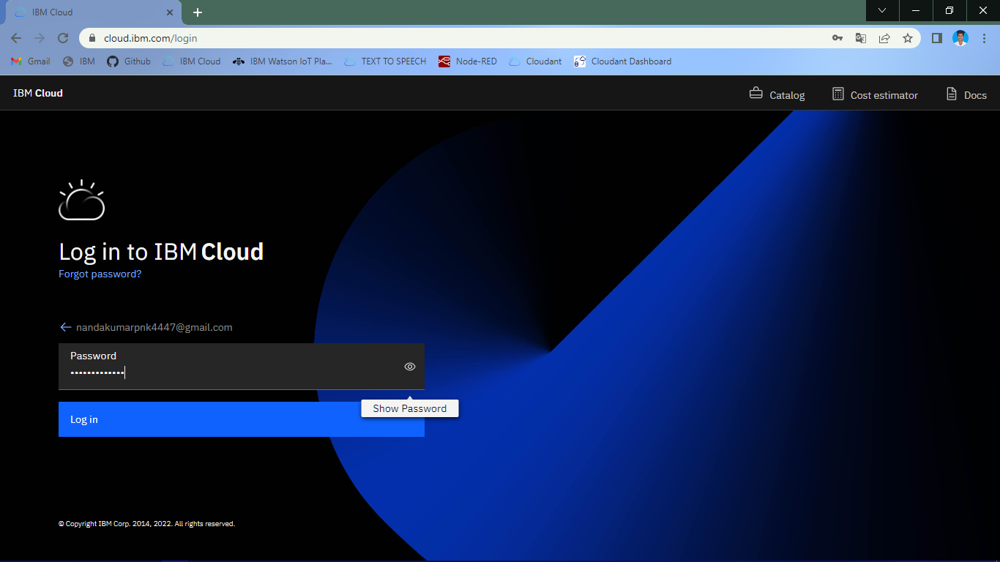 IBM Cloud
cloud.ibm.com/login
Gmail IBM Github IBM Cloud IBM Watson IoT Pla... TEXT TO SPEECH Node-RED Cloudant Cloudant Dashboard
IBM Cloud Catalog Cost estimator Docs
Log in to IBM Cloud
Forgot password?
nandakumarpnk4447@gmail.com
Password
•••••••••••••
Show Password
Log in
© Copyright IBM Corp. 2014, 2022. All rights reserved.